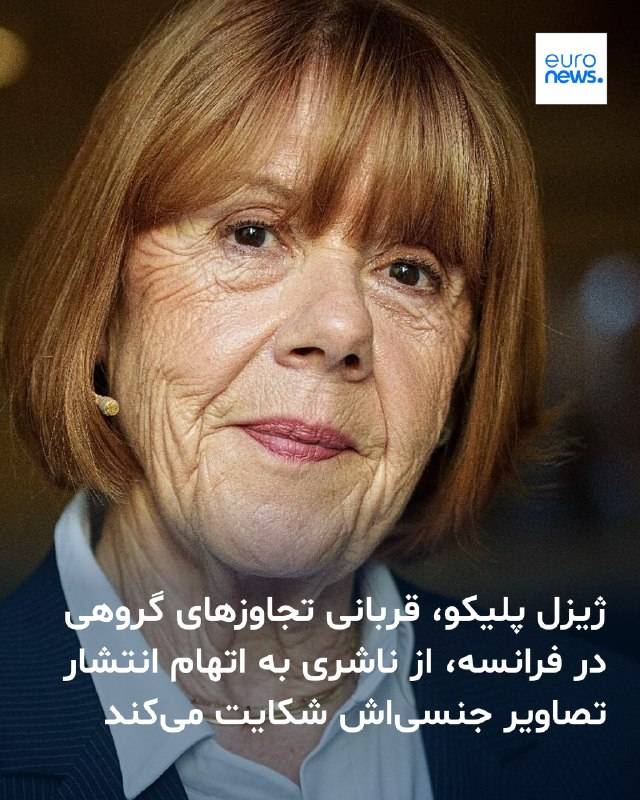 euro
news.
ژیزل پلیکو، قربانی تجاوزهای گروهی
در فرانسه، از ناشری به اتهام انتشار
تصاویر جنسی‌اش شکایت می‌کند